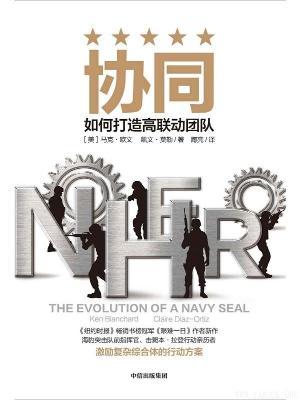 协同
如何打造高联动团队
[美]马克·欧文 凯文·莫勒/著 周亮/译
NHER
THE EVOLUTION OF A NAVY SEAL
Ken Blanchard Claire Diaz-Ortiz
《纽约时报》畅销书榜冠军《艰难一日》作者新作
海豹突击队前指挥官、击毙本·拉登行动亲历者
激励复杂综合体的行动方案
中信出版集团